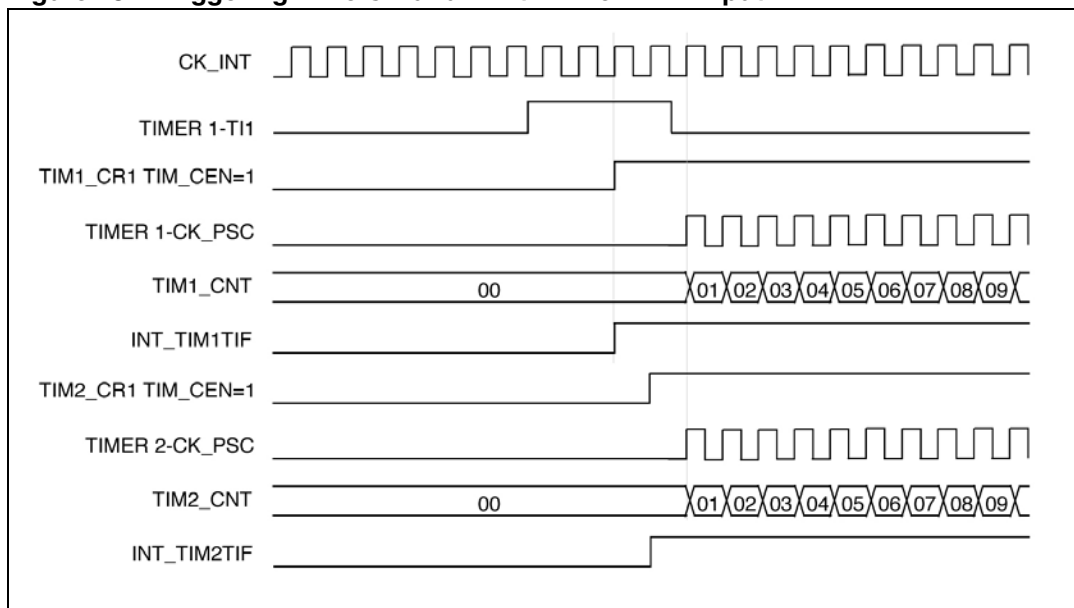 CK_INT
TIMER 1-TI1
TIM1_CR1 TIM_CEN=1
TIMER 1-CK_PSC
TIM1_CNT 00 01 02 03 04 05 06 07 08 09
INT_TIM1TIF
TIM2_CR1 TIM_CEN=1
TIMER 2-CK_PSC
TIM2_CNT 00 01 02 03 04 05 06 07 08 09
INT_TIM2TIF